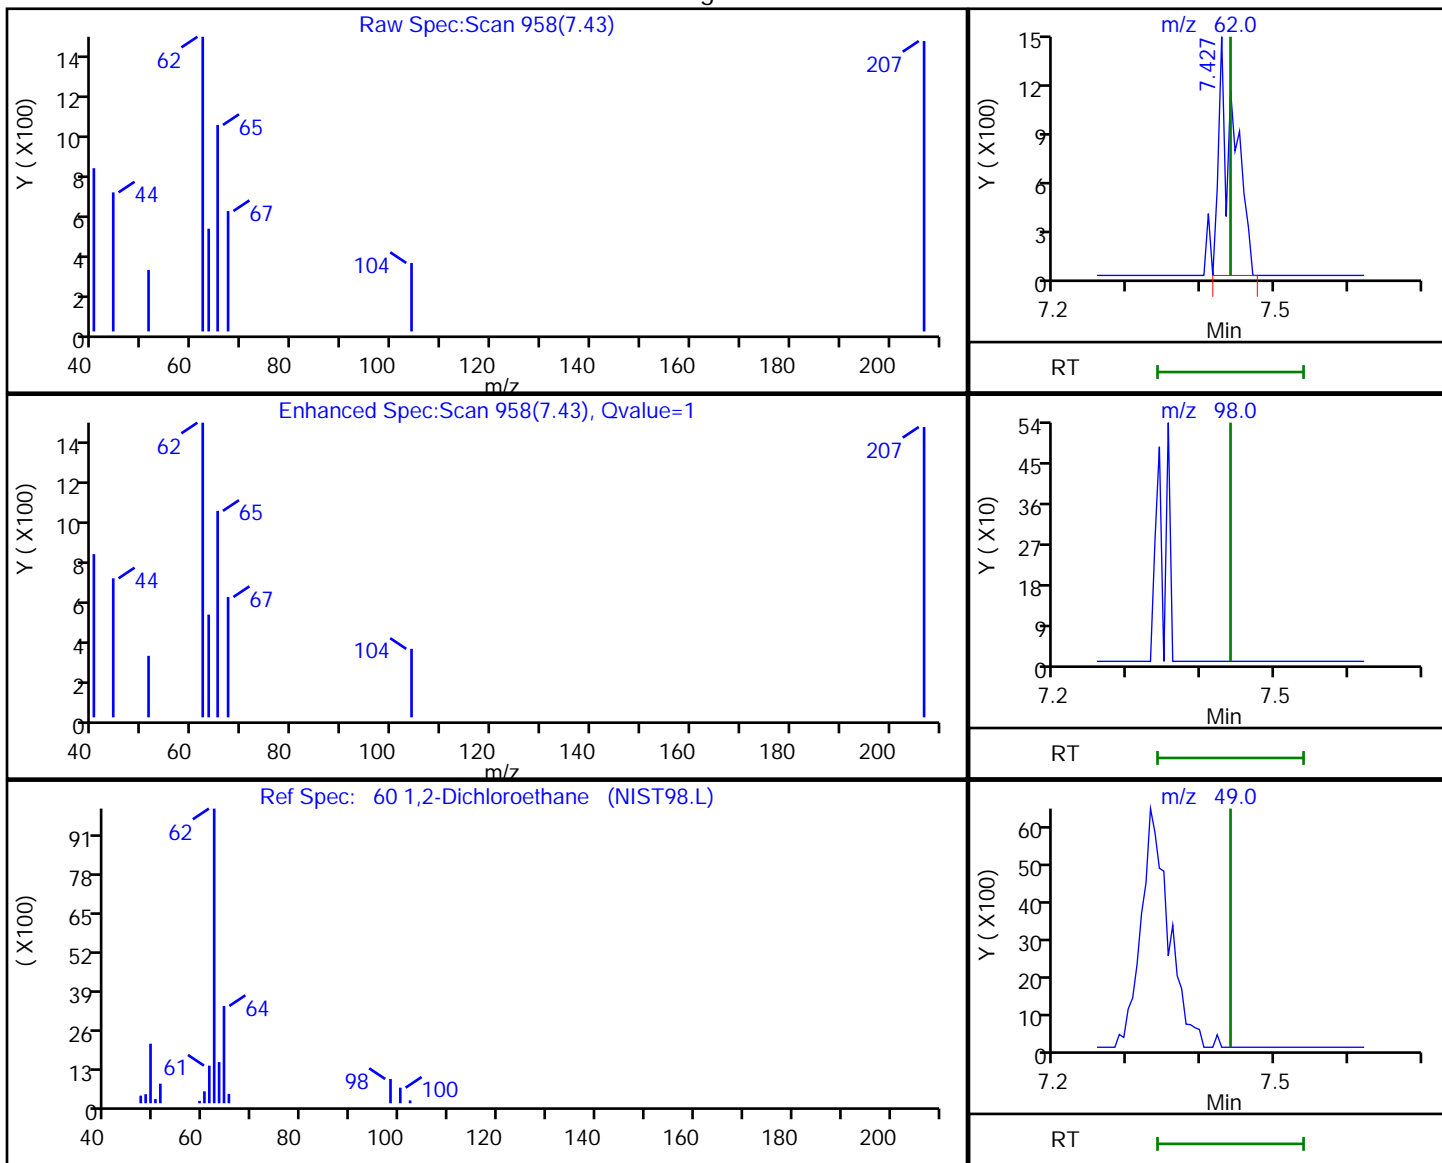 Raw Spec:Scan 958(7.43)
Y ( X100)
14
12
10
8
6
4
2
0
62
207
65
44
67
104
40 60 80 100 120 140 160 180 200
m/z
m/z 62.0
Y ( X100)
15
12
9
6
3
0
7.427
7.2 7.5
Min
RT
Enhanced Spec:Scan 958(7.43), Qvalue=1
Y ( X100)
14
12
10
8
6
4
2
0
62
207
65
44
67
104
40 60 80 100 120 140 160 180 200
m/z
m/z 98.0
Y ( X10)
54
45
36
27
18
9
0
7.2 7.5
Min
RT
Ref Spec: 60 1,2-Dichloroethane (NIST98.L)
( X100)
91
78
65
52
39
26
13
0
62
64
61
98
100
40 60 80 100 120 140 160 180 200
m/z 49.0
Y ( X100)
60
50
40
30
20
10
0
7.2 7.5
Min
RT